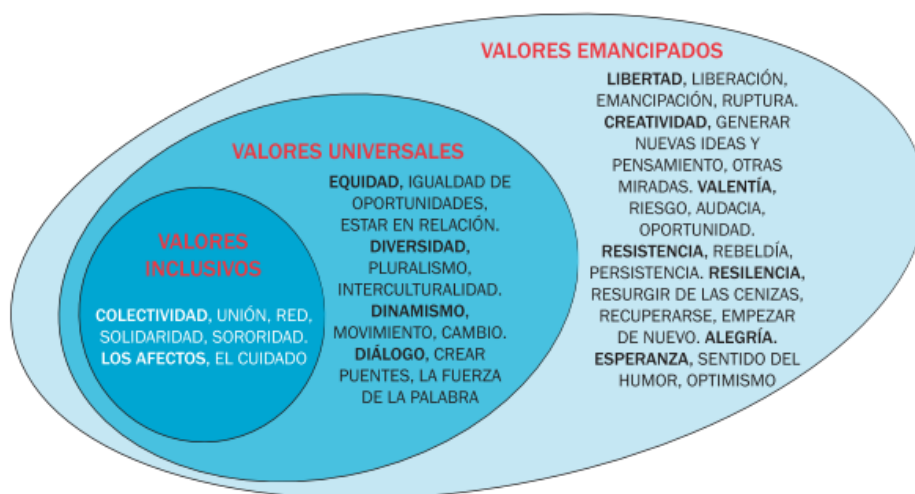 VALORES EMANCIPADOS
LIBERTAD, LIBERACIÓN,
EMANCIPACIÓN, RUPTURA.
CREATIVIDAD, GENERAR
NUEVAS IDEAS Y
PENSAMIENTO, OTRAS
MIRADAS. VALENTÍA,
RIESGO, AUDACIA,
OPORTUNIDAD.
RESISTENCIA, REBELDÍA,
PERSISTENCIA. RESILENCIA,
RESURGIR DE LAS CENIZAS,
RECUPERARSE, EMPEZAR
DE NUEVO. ALEGRÍA.
ESPERANZA, SENTIDO DEL
HUMOR, OPTIMISMO
VALORES UNIVERSALES
EQUIDAD, IGUALDAD DE
OPORTUNIDADES,
ESTAR EN RELACIÓN.
DIVERSIDAD,
PLURALISMO,
INTERCULTURALIDAD.
DINAMISMO,
MOVIMIENTO, CAMBIO.
DIÁLOGO, CREAR
PUENTES, LA FUERZA
DE LA PALABRA
VALORES
INCLUSIVOS
COLECTIVIDAD, UNIÓN, RED,
SOLIDARIDAD, SORORIDAD.
LOS AFECTOS, EL CUIDADO